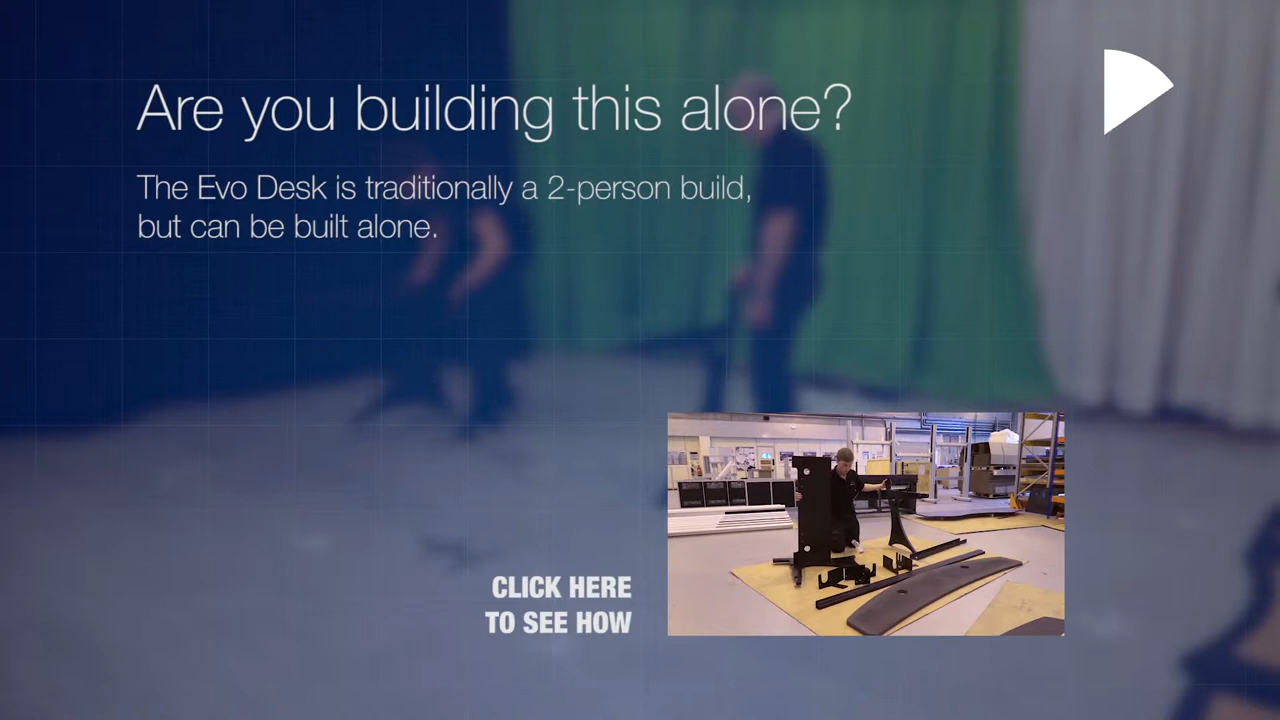 Are you building this alone?
The Evo Desk is traditionally a 2-person build,
but can be built alone.
CLICK HERE
TO SEE HOW